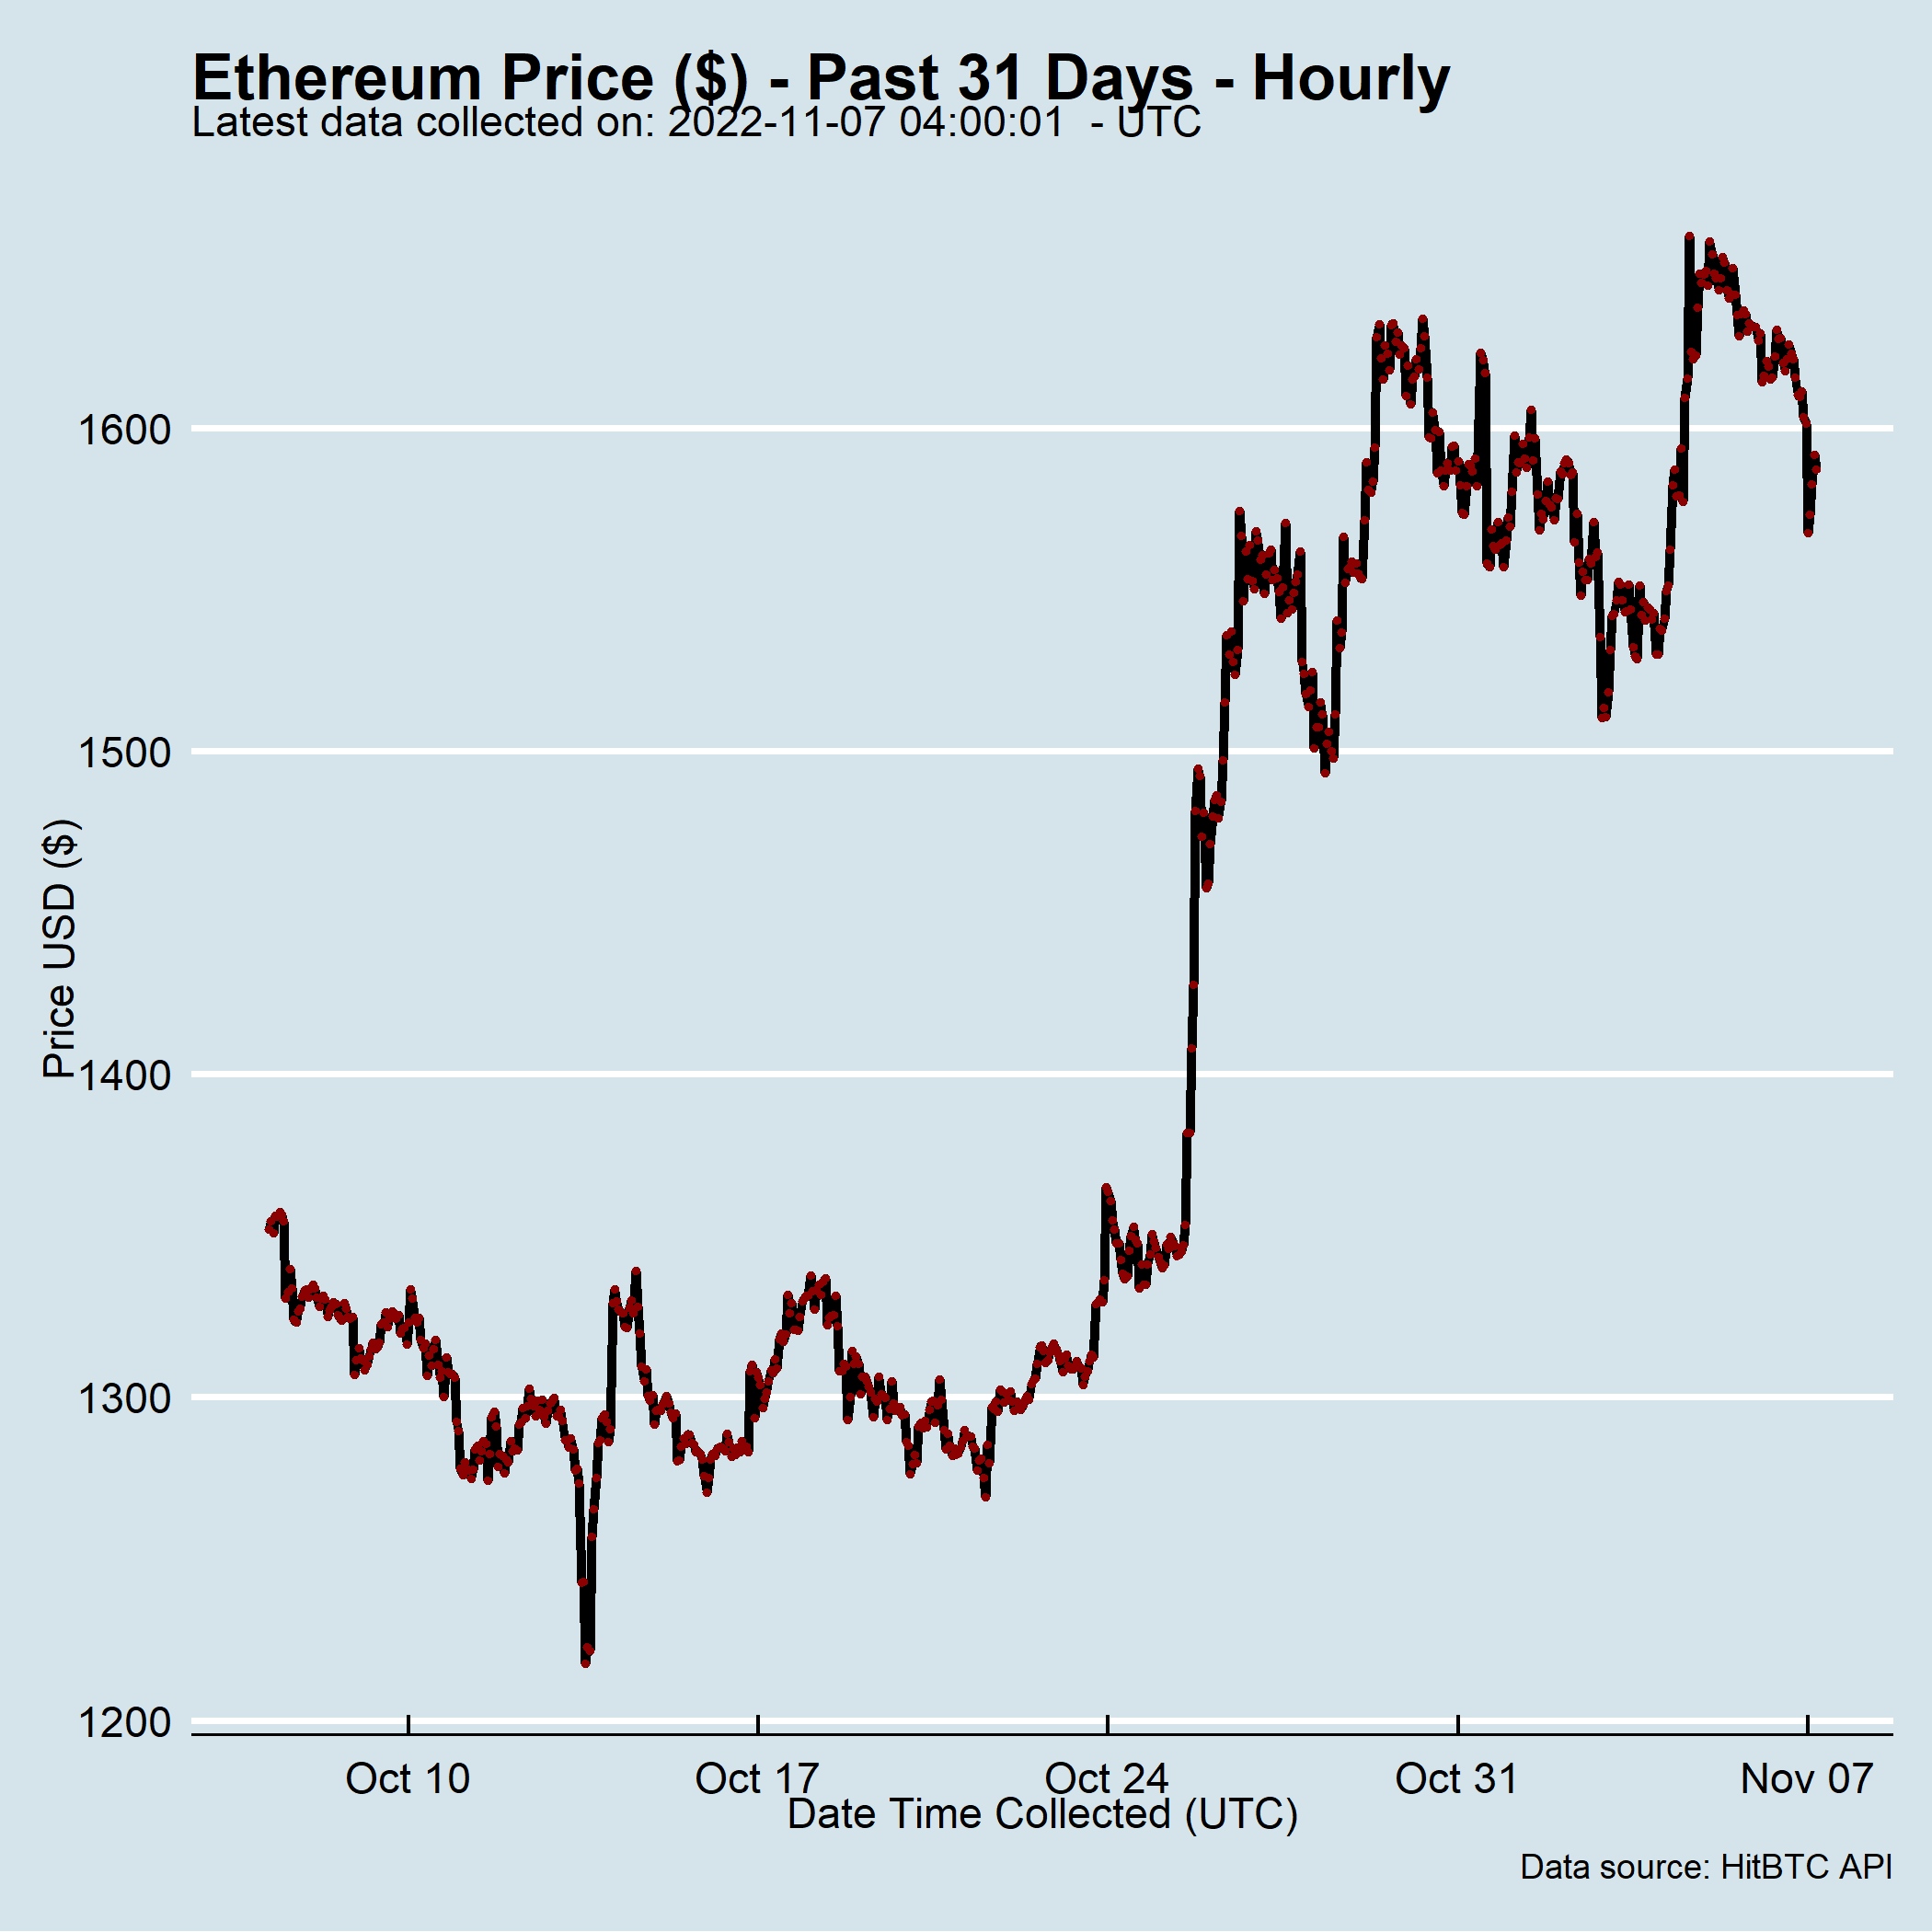 Ethereum Price ($) - Past 31 Days - Hourly
Latest data collected on: 2022-11-07 04:00:01  - UTC
1600
1500
1400
1300
1200
Price USD ($)
Oct 10 Oct 17 Oct 24 Oct 31 Nov 07
Date Time Collected (UTC)
Data source: HitBTC API